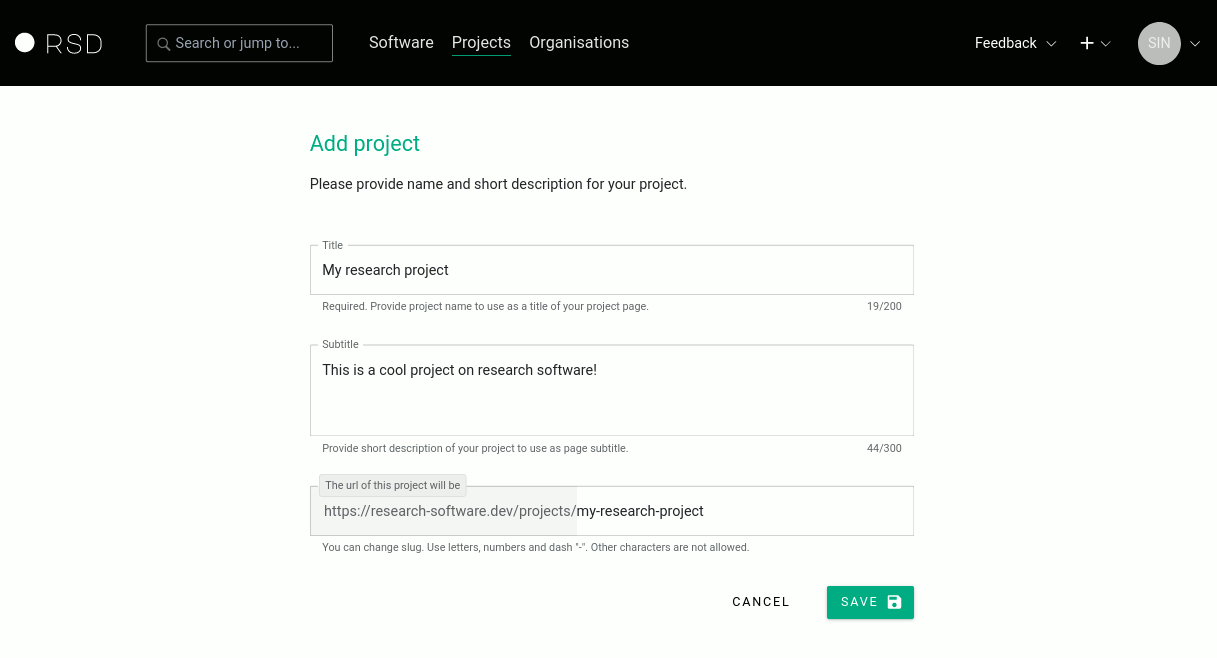 RSD Search or jump to... Software Projects Organisations Feedback SIN
Add project
Please provide name and short description for your project.
Title
My research project
Required. Provide project name to use as a title of your project page. 19/200
Subtitle
This is a cool project on research software!
Provide short description of your project to use as page subtitle. 44/300
The url of this project will be
https://research-software.dev/projects/my-research-project
You can change slug. Use letters, numbers and dash "-". Other characters are not allowed.
CANCEL SAVE